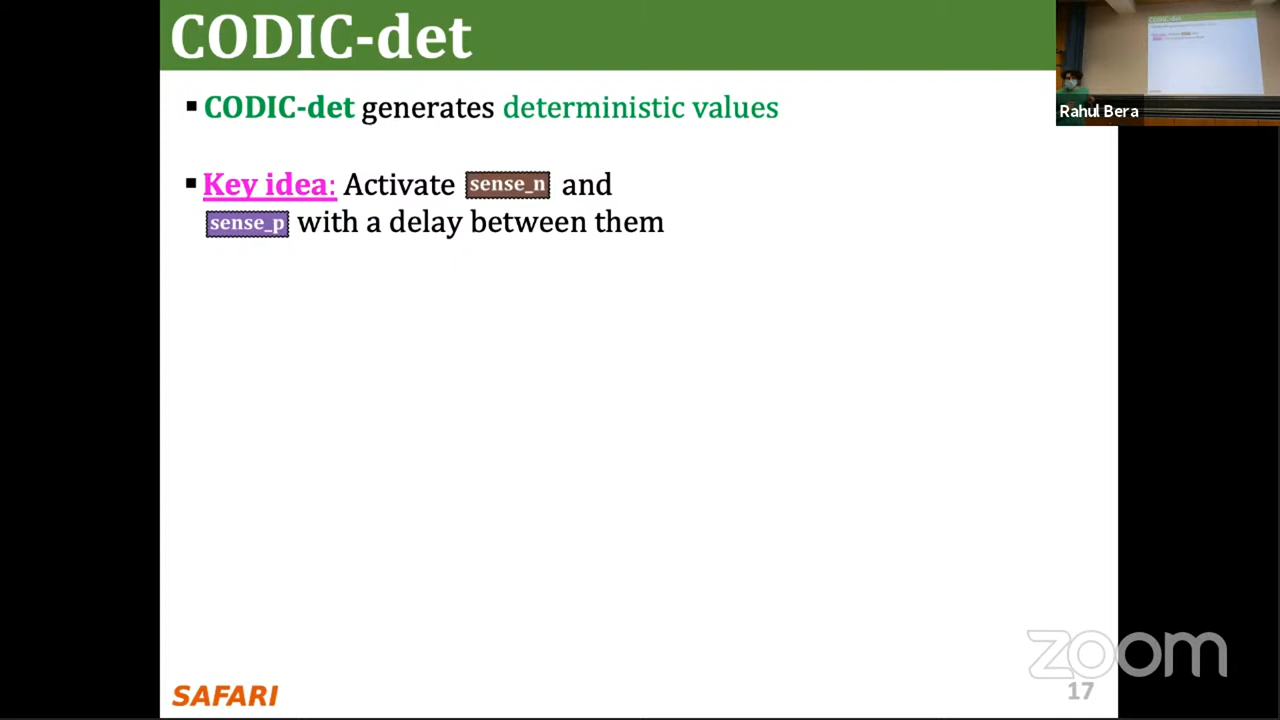 CODIC-det
▪ CODIC-det generates deterministic values
▪ Key idea: Activate sense_n and
sense_p with a delay between them
Rahul Bera
SAFARI
zoom
17